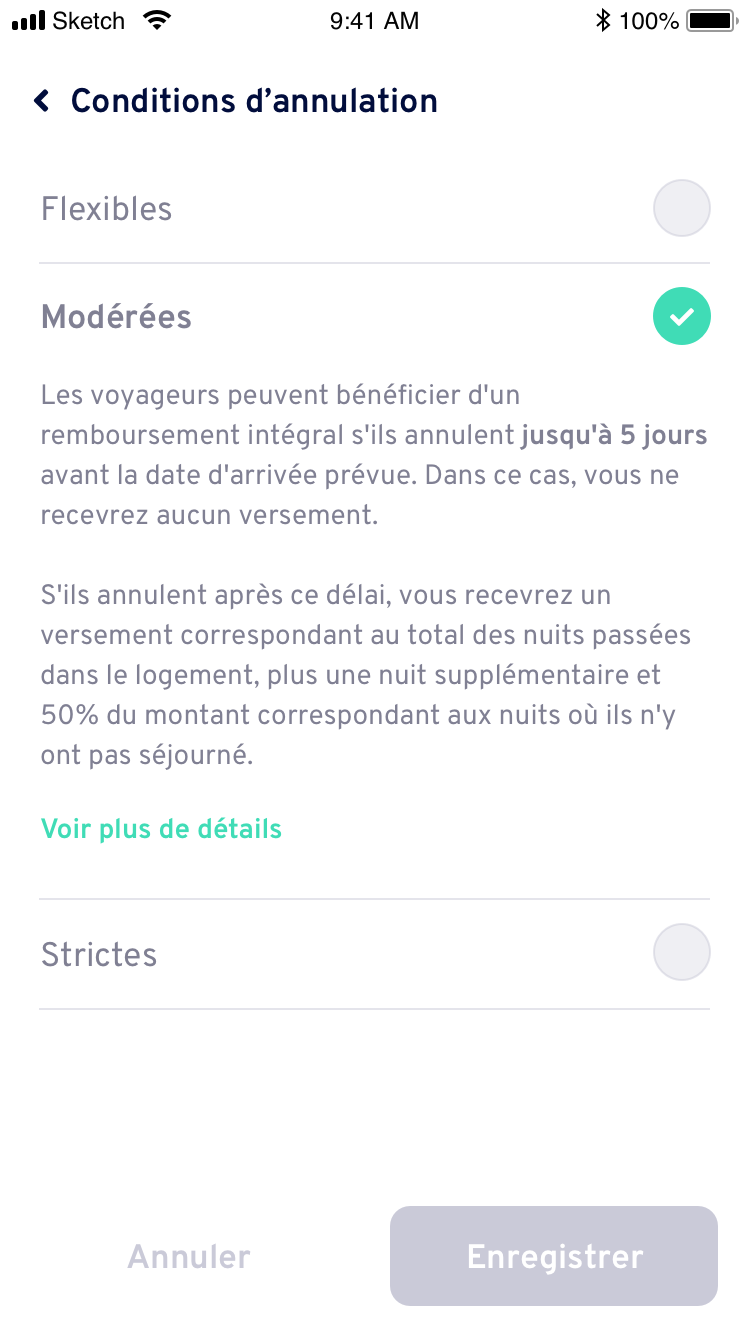 Sketch 9:41 AM 100%
Conditions d’annulation
Flexibles
Modérées
Les voyageurs peuvent bénéficier d'un
remboursement intégral s'ils annulent jusqu'à 5 jours
avant la date d'arrivée prévue. Dans ce cas, vous ne
recevrez aucun versement.
S'ils annulent après ce délai, vous recevrez un
versement correspondant au total des nuits passées
dans le logement, plus une nuit supplémentaire et
50% du montant correspondant aux nuits où ils n'y
ont pas séjourné.
Voir plus de détails
Strictes
Annuler Enregistrer